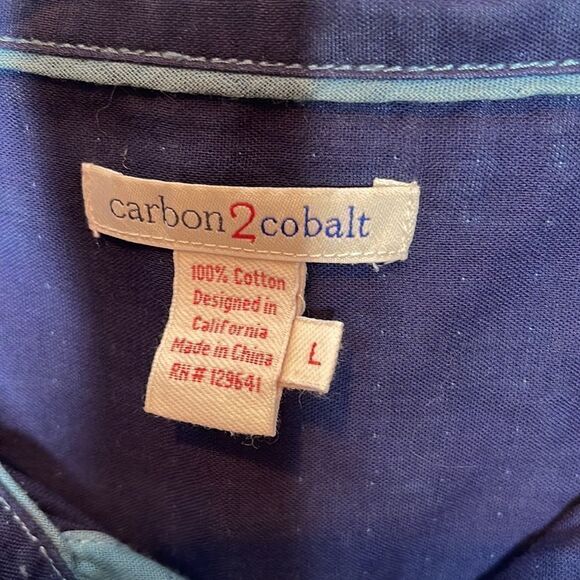 carbon2cobalt
100% Cotton
Designed in
California
Made in China
RN# 129641
L